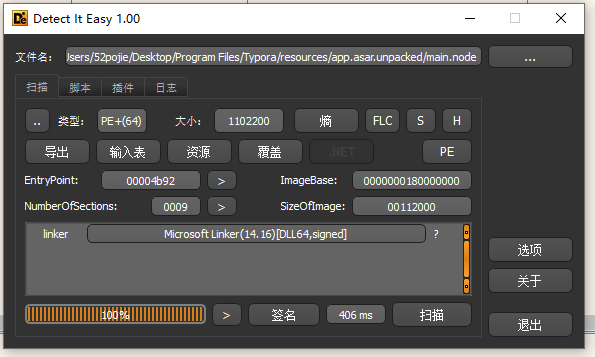 Detect It Easy 1.00
文件名: Jsers/52pojie/Desktop/Program Files/Typora/resources/app.asar.unpacked/main.node ...
扫描 脚本 插件 日志
.. 类型: PE+(64) 大小: 1102200 熵 FLC S H
导出 输入表 资源 覆盖 .NET PE
EntryPoint: 00004b92 > ImageBase: 0000000180000000
NumberOfSections: 0009 > SizeOfImage: 00112000
linker Microsoft Linker(14.16)[DLL64,signed] ?
选项
关于
100% > 签名 406 ms 扫描
退出